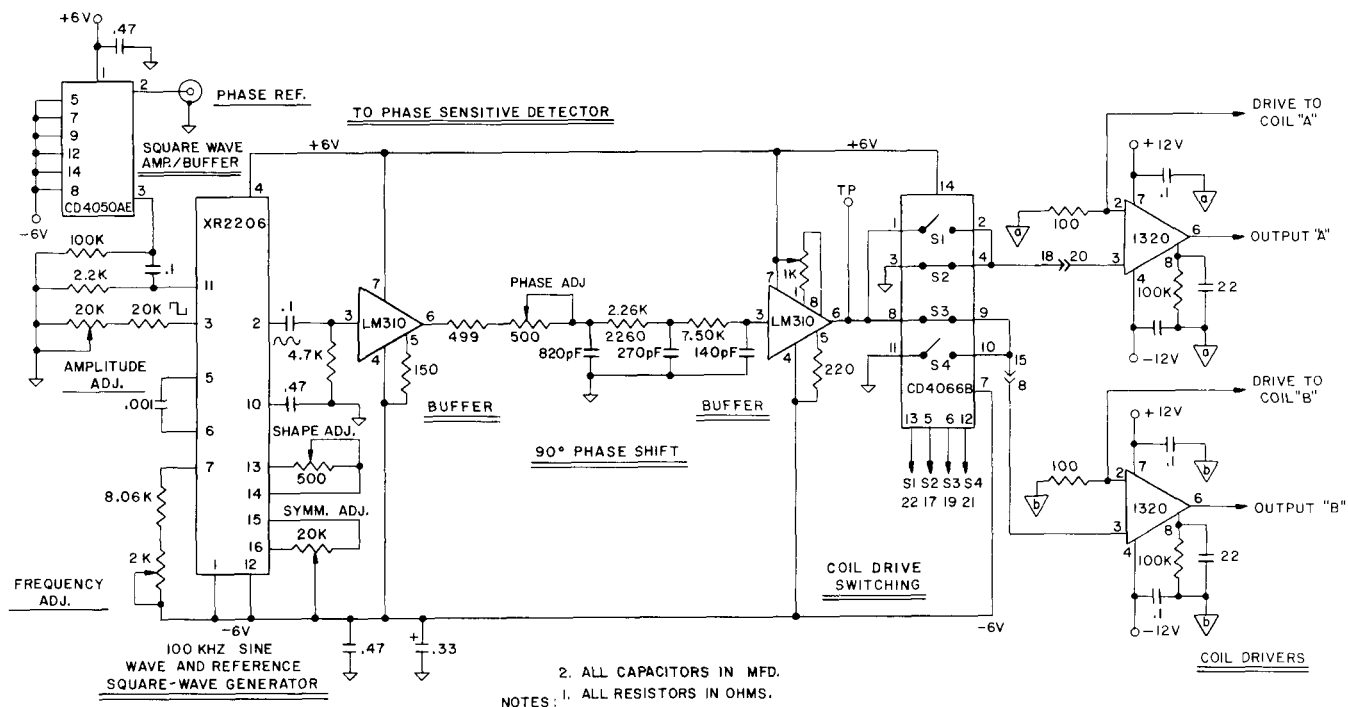 +6V
.47
1
2
PHASE REF.
5
7
9
12
14
8
3
CD4050AE
-6V
SQUARE WAVE
AMP./BUFFER
TO PHASE SENSITIVE DETECTOR
+6V
+6V
4
XR2206
100K
.1
2.2K
11
20K
20K
3
AMPLITUDE
ADJ.
5
.001
6
7
8.06K
2K
FREQUENCY
ADJ.
1
12
2
.1
4.7K
10
.47
SHAPE ADJ.
13
500
14
15
SYMM. ADJ.
16
20K
-6V
100 KHZ SINE
WAVE AND REFERENCE
SQUARE-WAVE GENERATOR
.47
+
.33
7
3
LM310
6
5
4
150
BUFFER
499
PHASE ADJ
500
820pF
2.26K
2260
270pF
7.50K
140pF
90° PHASE SHIFT
7
1K
1
8
3
LM310
6
5
4
220
BUFFER
TP
14
1
2
S1
3
4
S2
8
9
S3
11
10
S4
CD4066B
7
13 5 6 12
S1 S2 S3 S4
22 17 19 21
COIL DRIVE
SWITCHING
-6V
18
20
15
8
DRIVE TO
COIL "A"
+12V
.1
a
7
100
2
a
1320
6
OUTPUT "A"
3
8
4
100K
22
.1
-12V
a
DRIVE TO
COIL "B"
+12V
.1
b
7
100
2
b
1320
6
OUTPUT "B"
3
8
4
100K
22
.1
-12V
b
COIL DRIVERS
2. ALL CAPACITORS IN MFD.
NOTES: 1. ALL RESISTORS IN OHMS.